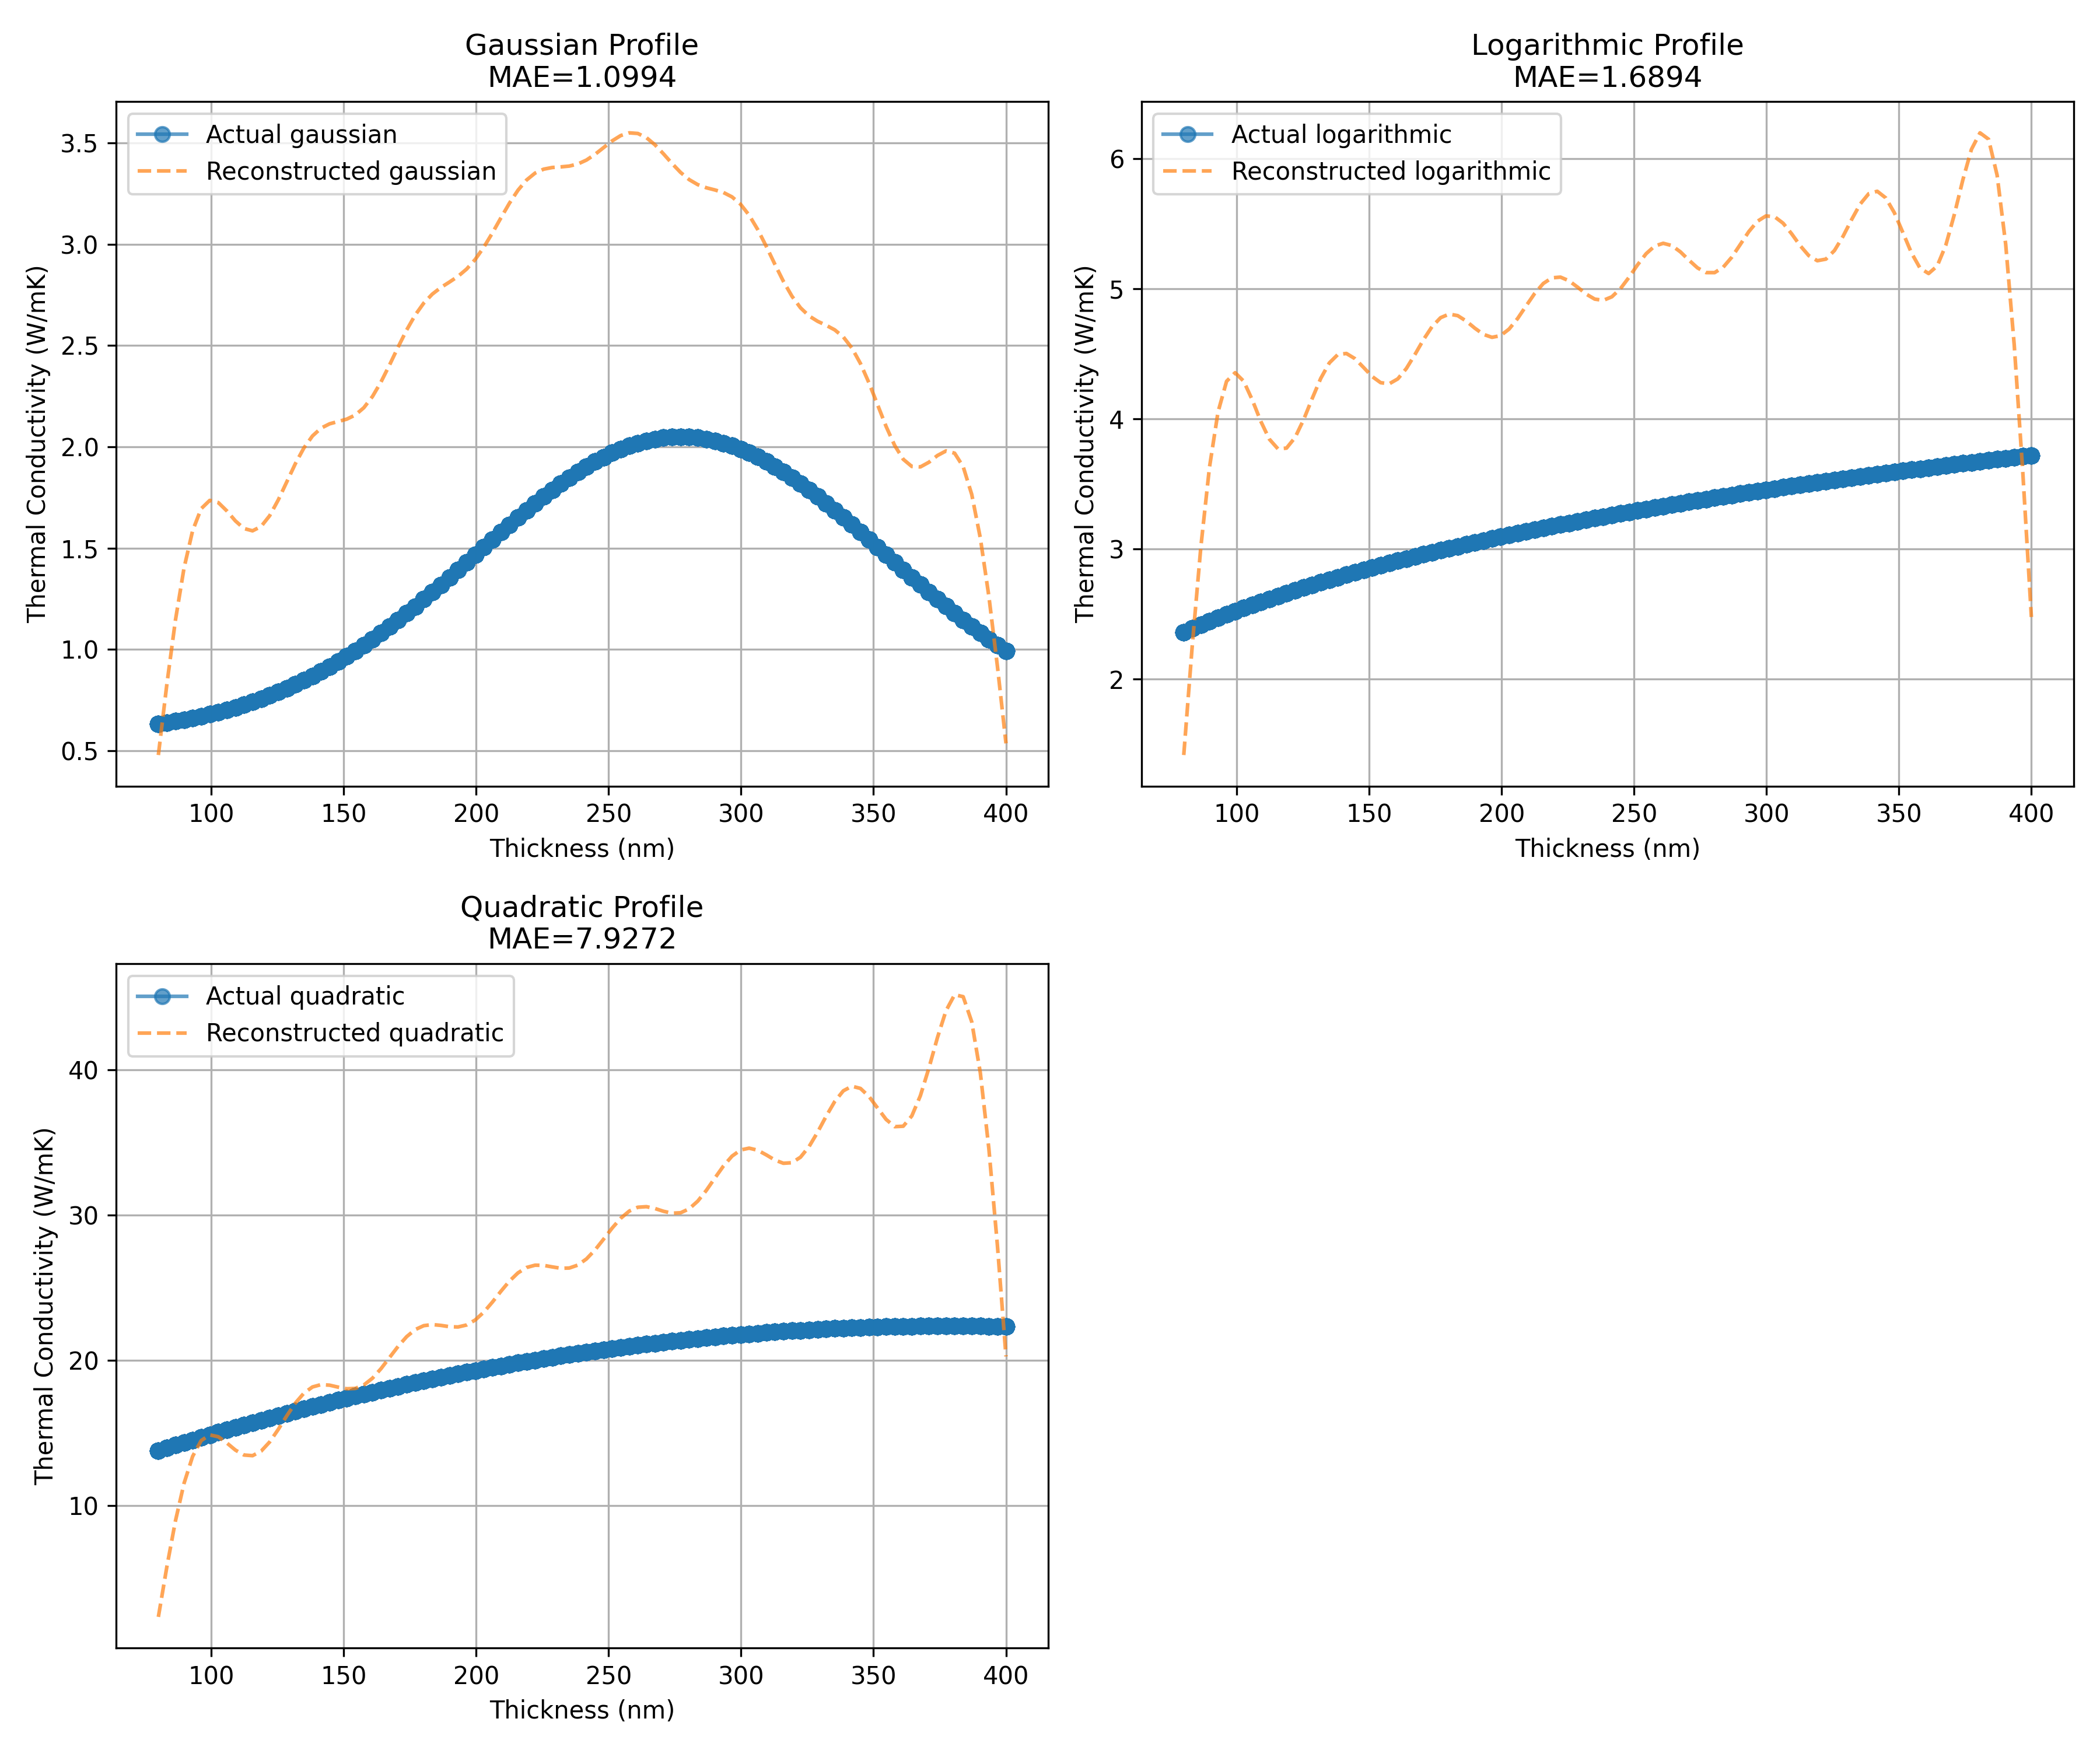 Gaussian Profile
MAE=1.0994
Actual gaussian
Reconstructed gaussian
Thermal Conductivity (W/mK)
3.5
3.0
2.5
2.0
1.5
1.0
0.5
100 150 200 250 300 350 400
Thickness (nm)
Logarithmic Profile
MAE=1.6894
Actual logarithmic
Reconstructed logarithmic
Thermal Conductivity (W/mK)
6
5
4
3
2
100 150 200 250 300 350 400
Thickness (nm)
Quadratic Profile
MAE=7.9272
Actual quadratic
Reconstructed quadratic
Thermal Conductivity (W/mK)
40
30
20
10
100 150 200 250 300 350 400
Thickness (nm)